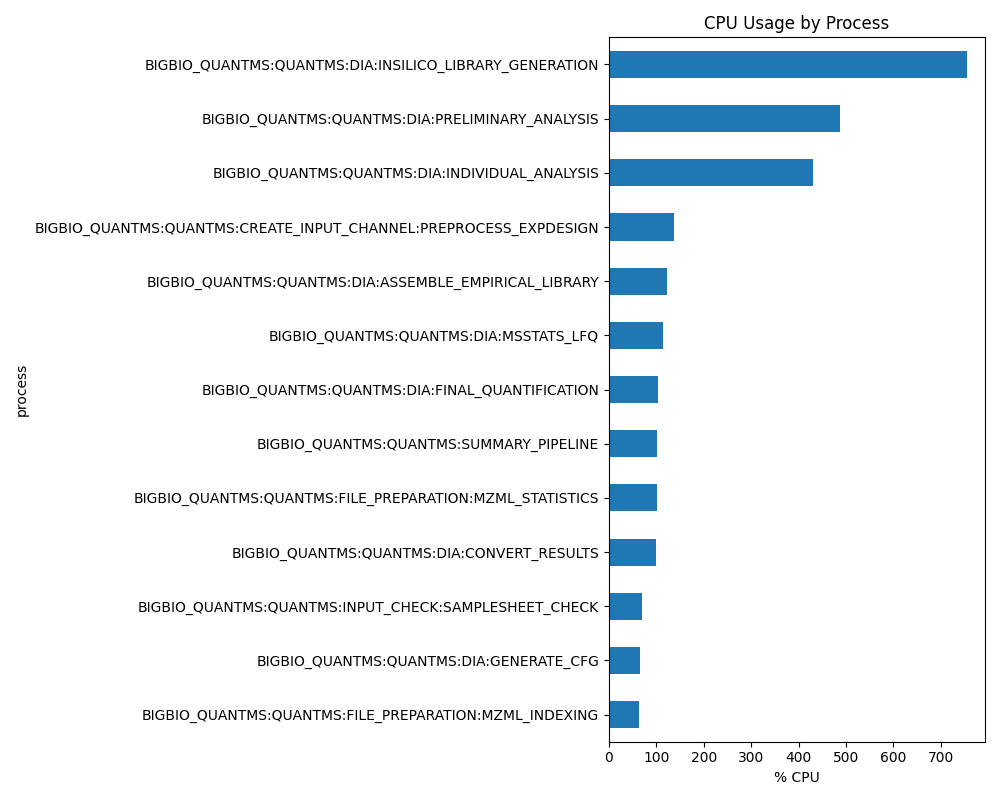 CPU Usage by Process
BIGBIO_QUANTMS:QUANTMS:DIA:INSILICO_LIBRARY_GENERATION
BIGBIO_QUANTMS:QUANTMS:DIA:PRELIMINARY_ANALYSIS
BIGBIO_QUANTMS:QUANTMS:DIA:INDIVIDUAL_ANALYSIS
BIGBIO_QUANTMS:QUANTMS:CREATE_INPUT_CHANNEL:PREPROCESS_EXPDESIGN
BIGBIO_QUANTMS:QUANTMS:DIA:ASSEMBLE_EMPIRICAL_LIBRARY
BIGBIO_QUANTMS:QUANTMS:DIA:MSSTATS_LFQ
BIGBIO_QUANTMS:QUANTMS:DIA:FINAL_QUANTIFICATION
BIGBIO_QUANTMS:QUANTMS:SUMMARY_PIPELINE
BIGBIO_QUANTMS:QUANTMS:FILE_PREPARATION:MZML_STATISTICS
BIGBIO_QUANTMS:QUANTMS:DIA:CONVERT_RESULTS
BIGBIO_QUANTMS:QUANTMS:INPUT_CHECK:SAMPLESHEET_CHECK
BIGBIO_QUANTMS:QUANTMS:DIA:GENERATE_CFG
BIGBIO_QUANTMS:QUANTMS:FILE_PREPARATION:MZML_INDEXING
process
0 100 200 300 400 500 600 700
% CPU